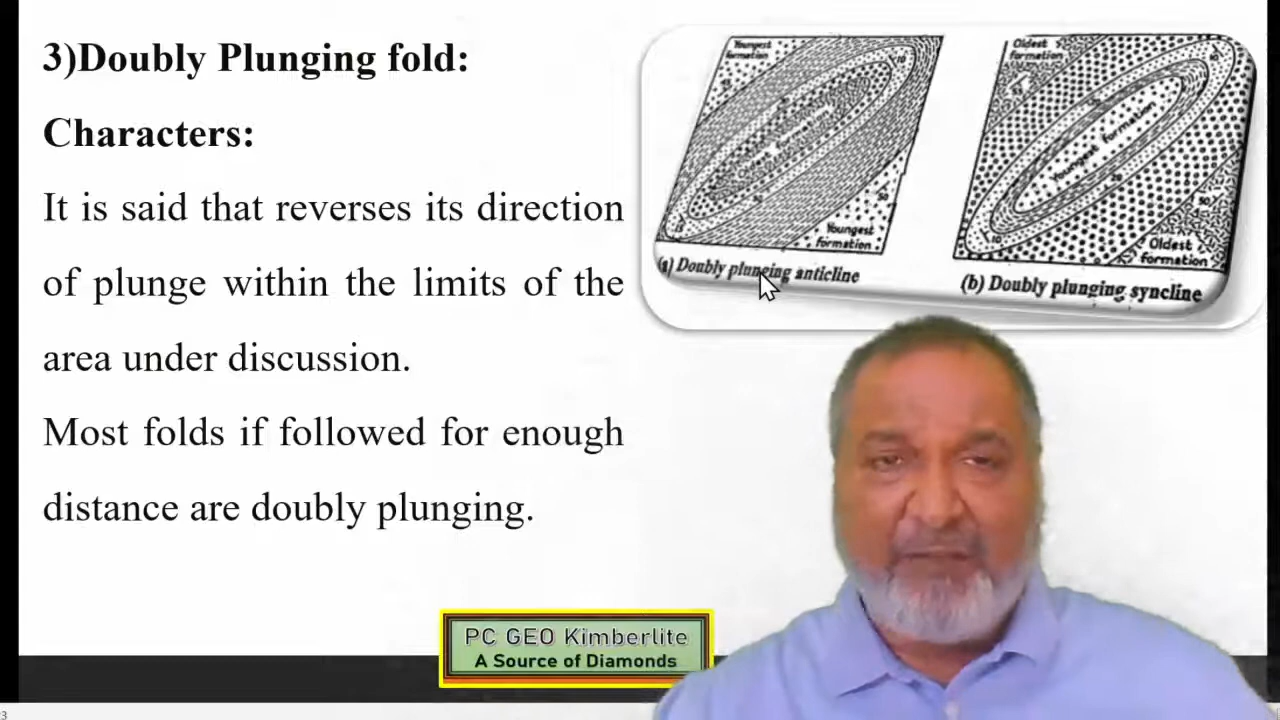 3)Doubly Plunging fold:
Characters:
It is said that reverses its direction
of plunge within the limits of the
area under discussion.
Most folds if followed for enough
distance are doubly plunging.
Youngest
formation
Youngest
formation
(a) Doubly plunging anticline
Oldest
formation
Youngest formation
Oldest
formation
(b) Doubly plunging syncline
PC GEO Kimberlite
A Source of Diamonds